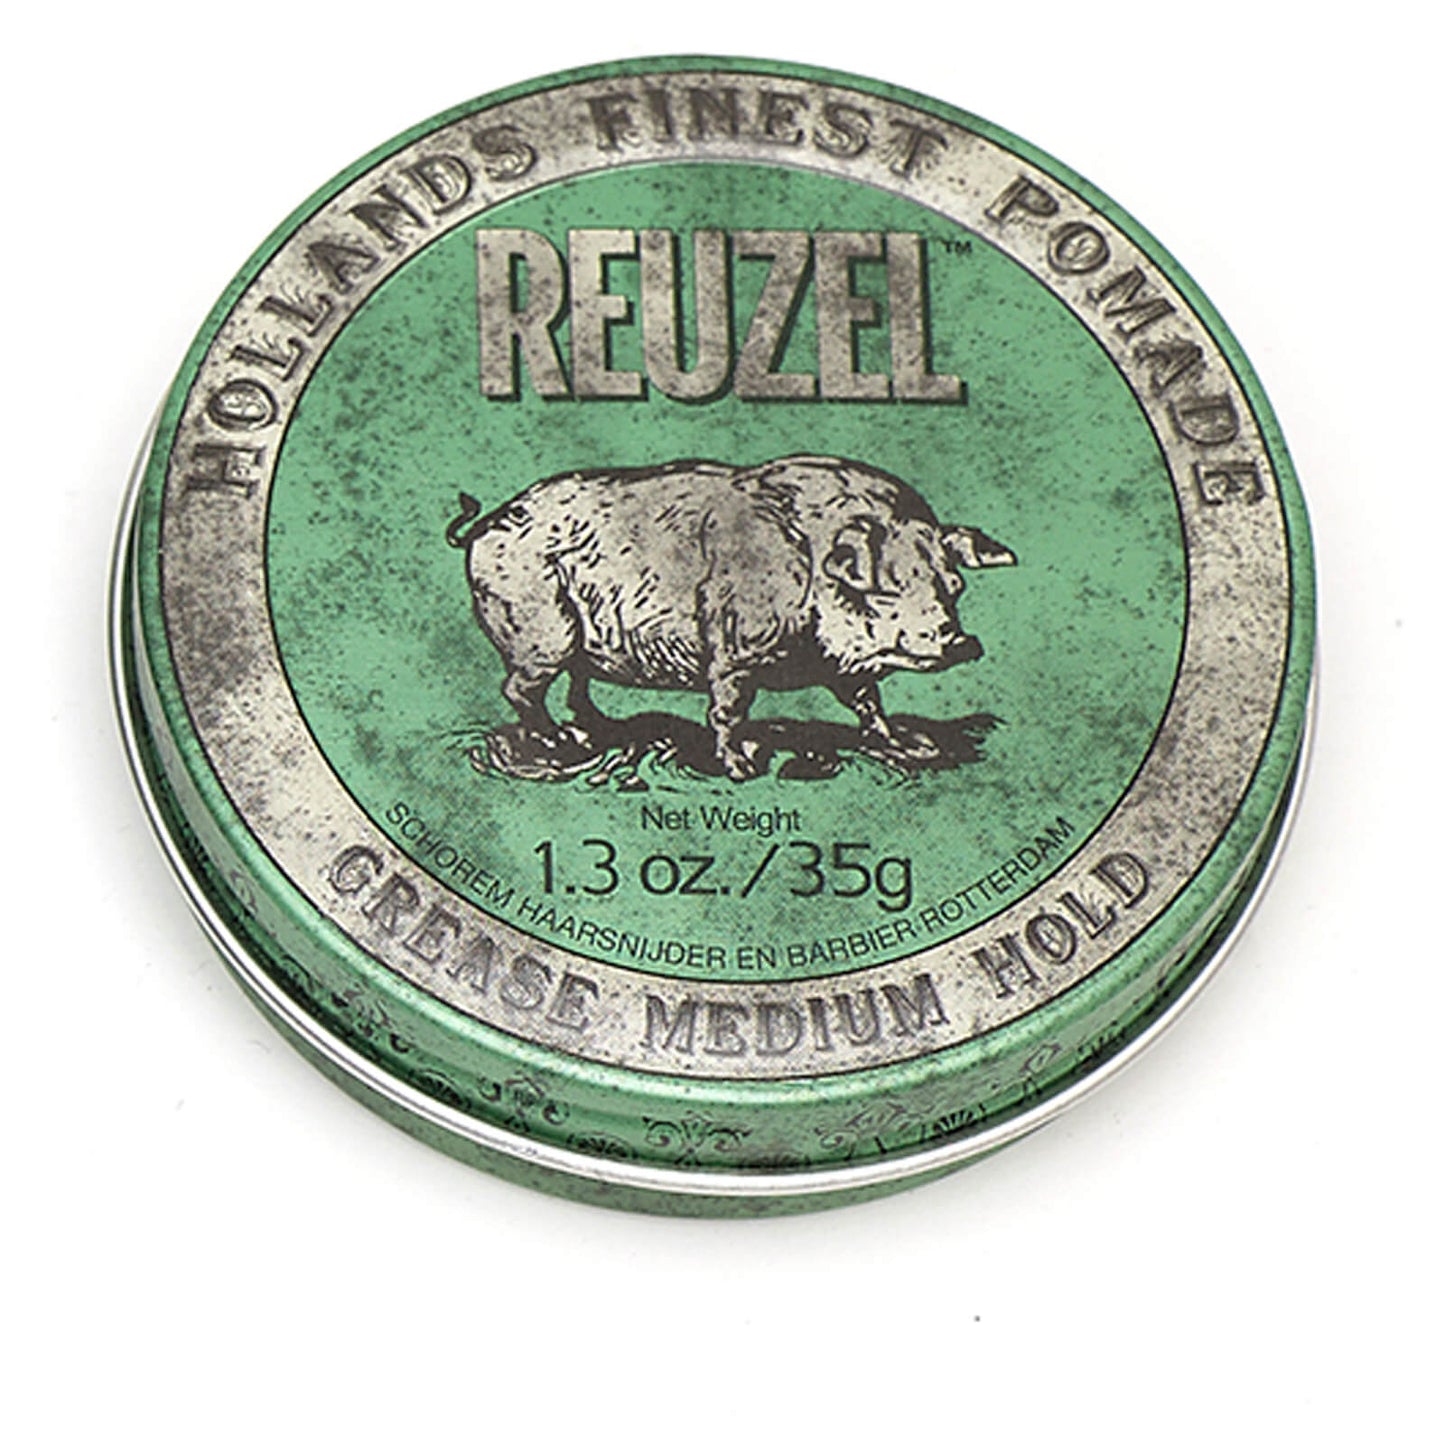 HOLLANDS FINEST POMADE
REUZEL™
Net Weight
1.3 oz./35g
SCHOREM HAARSNIJDER EN BARBIER ROTTERDAM
GREASE MEDIUM HOLD